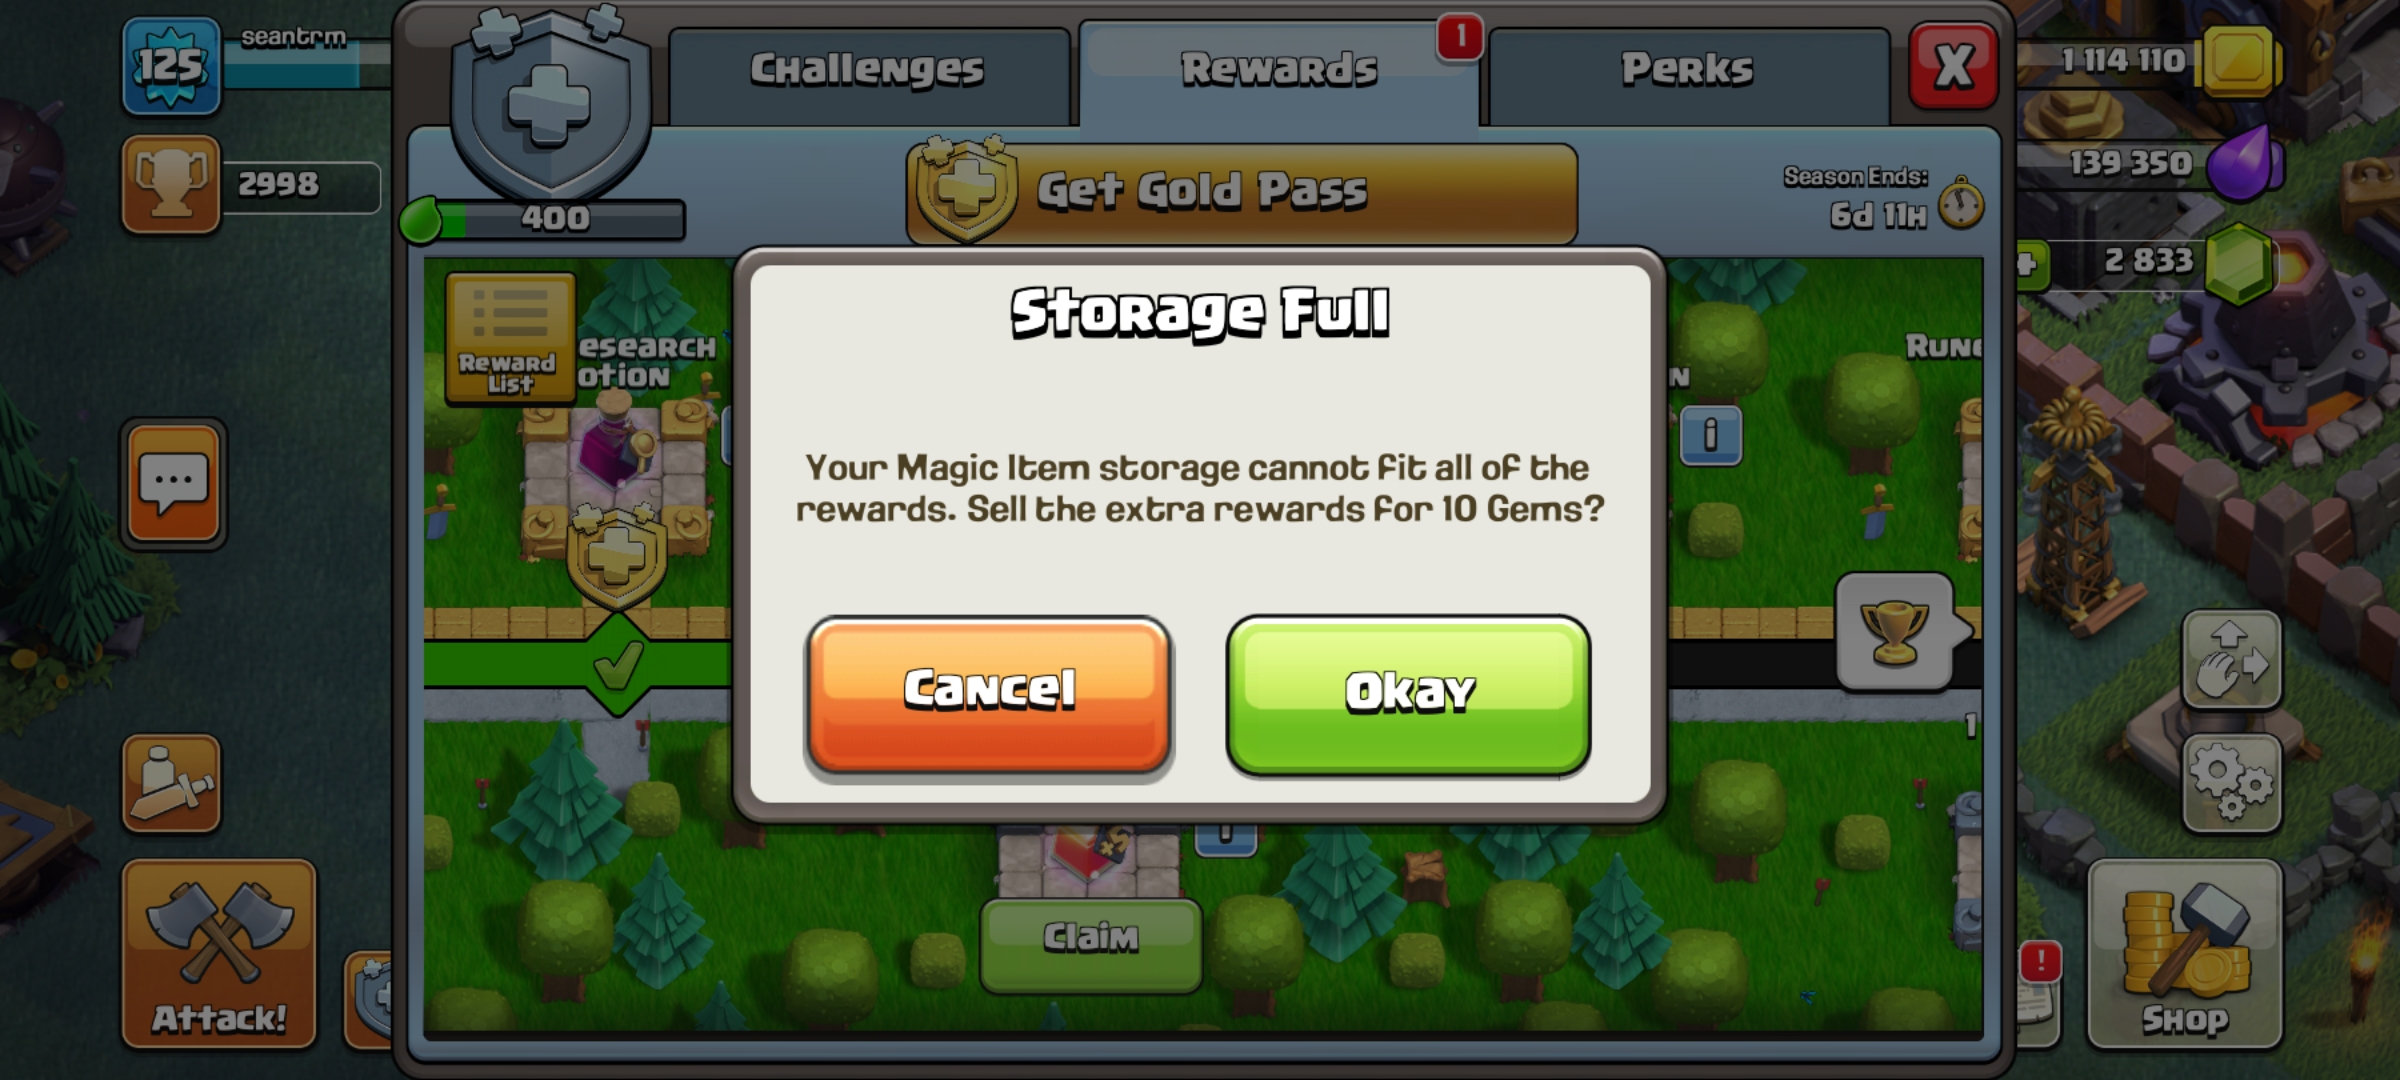 125
seantrm
Challenges
Rewards
1
Perks
X
1 114 110
2998
400
Get Gold Pass
Season Ends:
6d 11H
139 350
2 833
Reward
List
esearch
otion
N
Rune
i
Storage Full
Your Magic Item storage cannot fit all of the
rewards. Sell the extra rewards for 10 Gems?
Cancel
Okay
1
Claim
Attack!
!
Shop